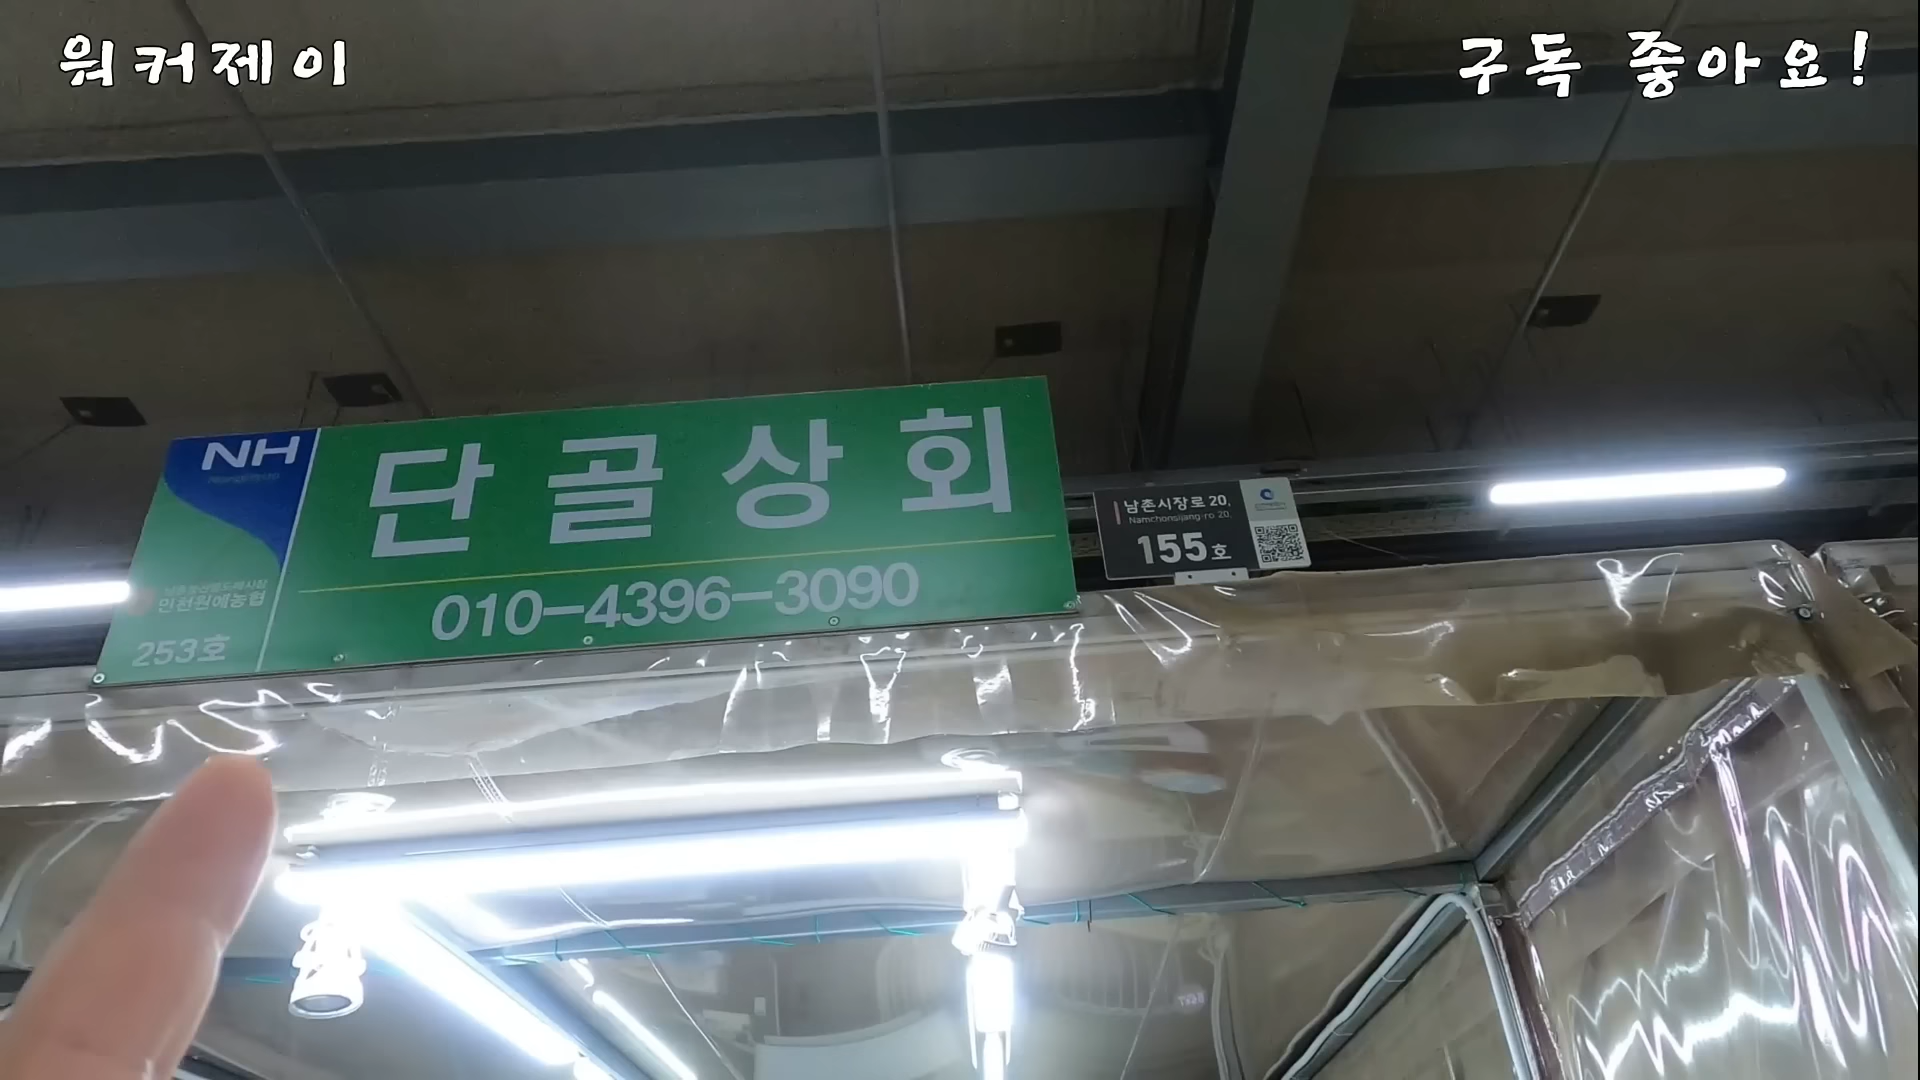 워커제이
구독 좋아요!
NH
단골상회
010-4396-3090
인천원예농협
253호
남촌시장로 20,
Namchonsijang-ro 20,
155호